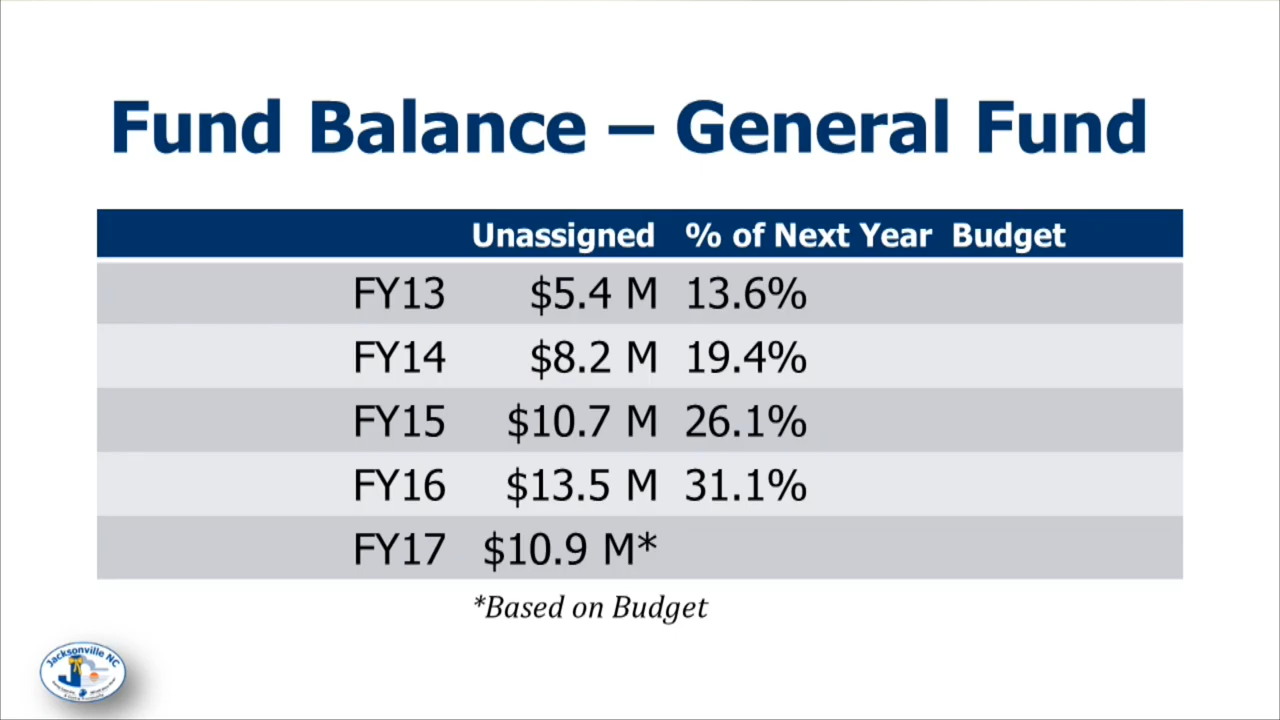 Fund Balance – General Fund
Unassigned % of Next Year Budget
FY13 $5.4 M 13.6%
FY14 $8.2 M 19.4%
FY15 $10.7 M 26.1%
FY16 $13.5 M 31.1%
FY17 $10.9 M*
*Based on Budget
Jacksonville NC